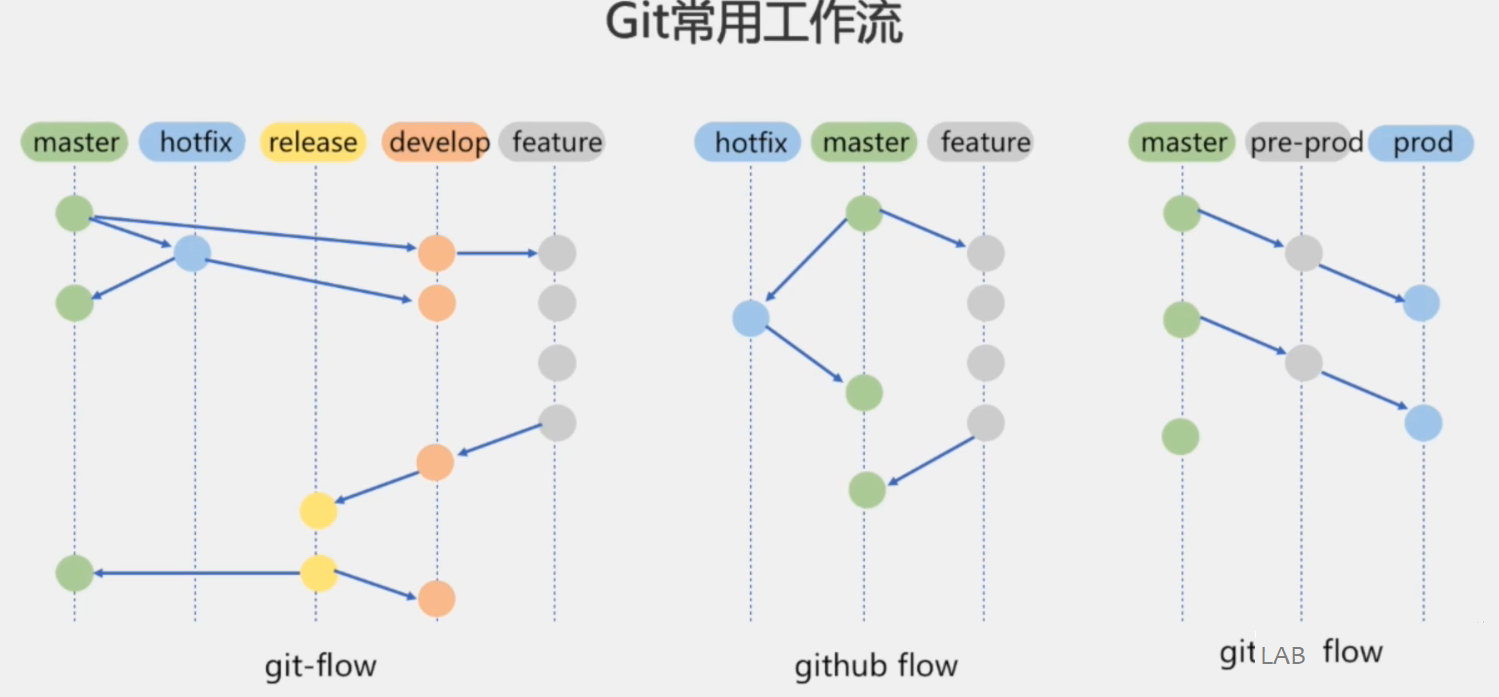 Git常用工作流
master hotfix release develop feature
hotfix master feature
master pre-prod prod
git-flow
github flow
git LAB flow